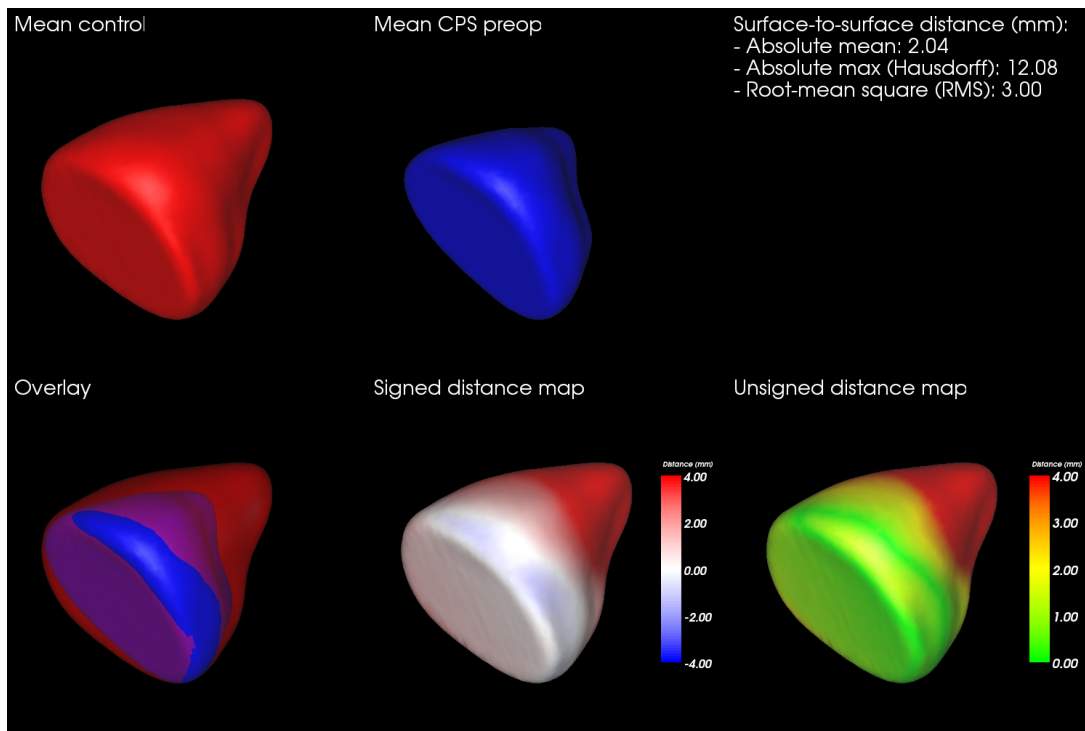 Mean control
Mean CPS preop
Surface-to-surface distance (mm):
- Absolute mean: 2.04
- Absolute max (Hausdorff): 12.08
- Root-mean square (RMS): 3.00
Overlay
Signed distance map
Distance (mm)
4.00
2.00
0.00
-2.00
-4.00
Unsigned distance map
Distance (mm)
4.00
3.00
2.00
1.00
0.00